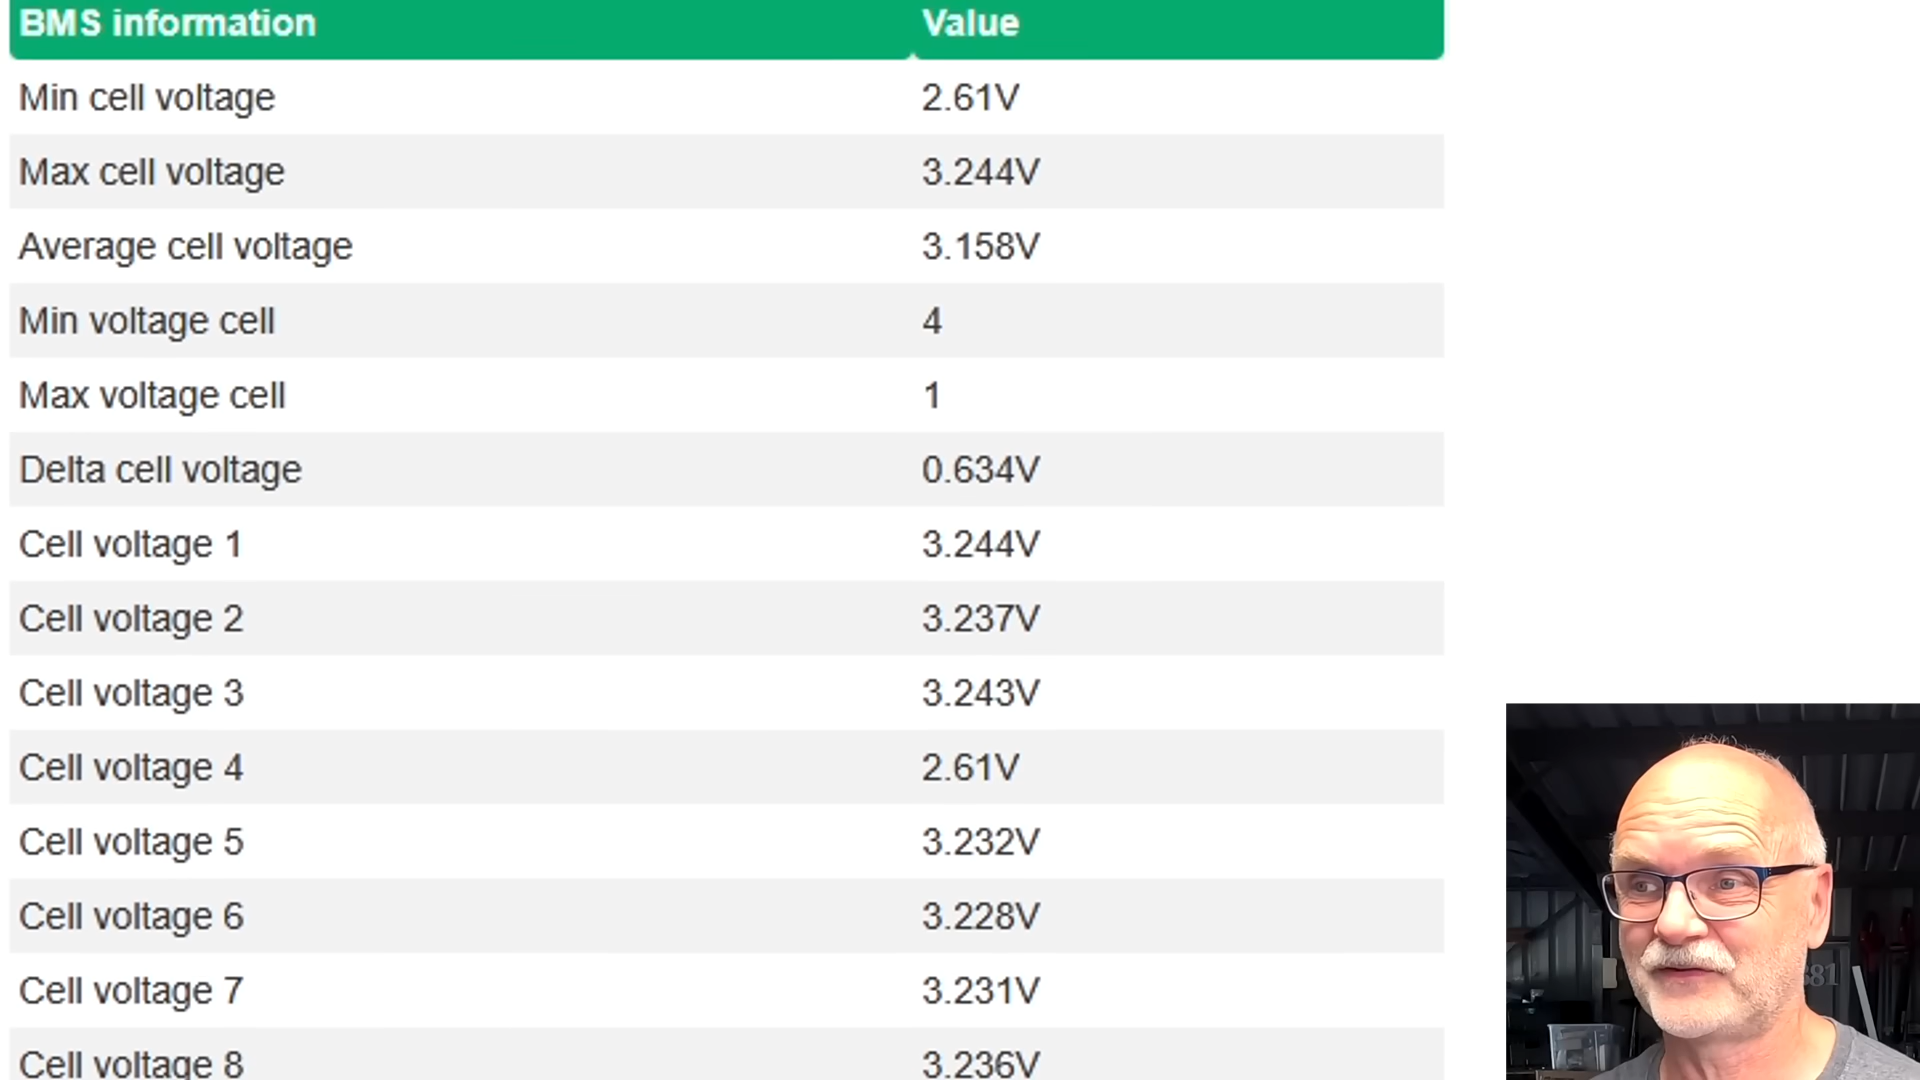 BMS information Value
Min cell voltage 2.61V
Max cell voltage 3.244V
Average cell voltage 3.158V
Min voltage cell 4
Max voltage cell 1
Delta cell voltage 0.634V
Cell voltage 1 3.244V
Cell voltage 2 3.237V
Cell voltage 3 3.243V
Cell voltage 4 2.61V
Cell voltage 5 3.232V
Cell voltage 6 3.228V
Cell voltage 7 3.231V
Cell voltage 8 3.236V